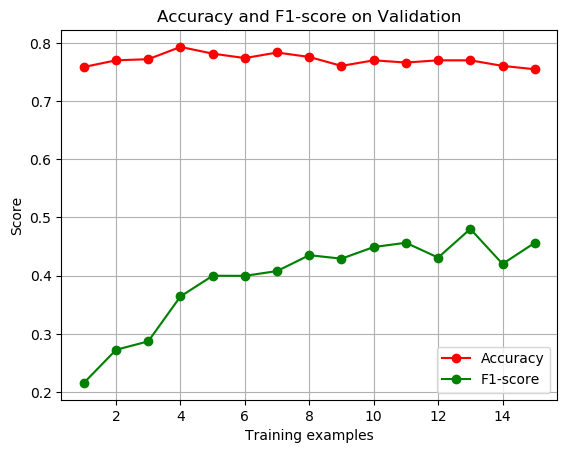 Accuracy and F1-score on Validation
0.8
0.7
0.6
0.5
0.4
0.3
0.2
Score
Accuracy
F1-score
2 4 6 8 10 12 14
Training examples